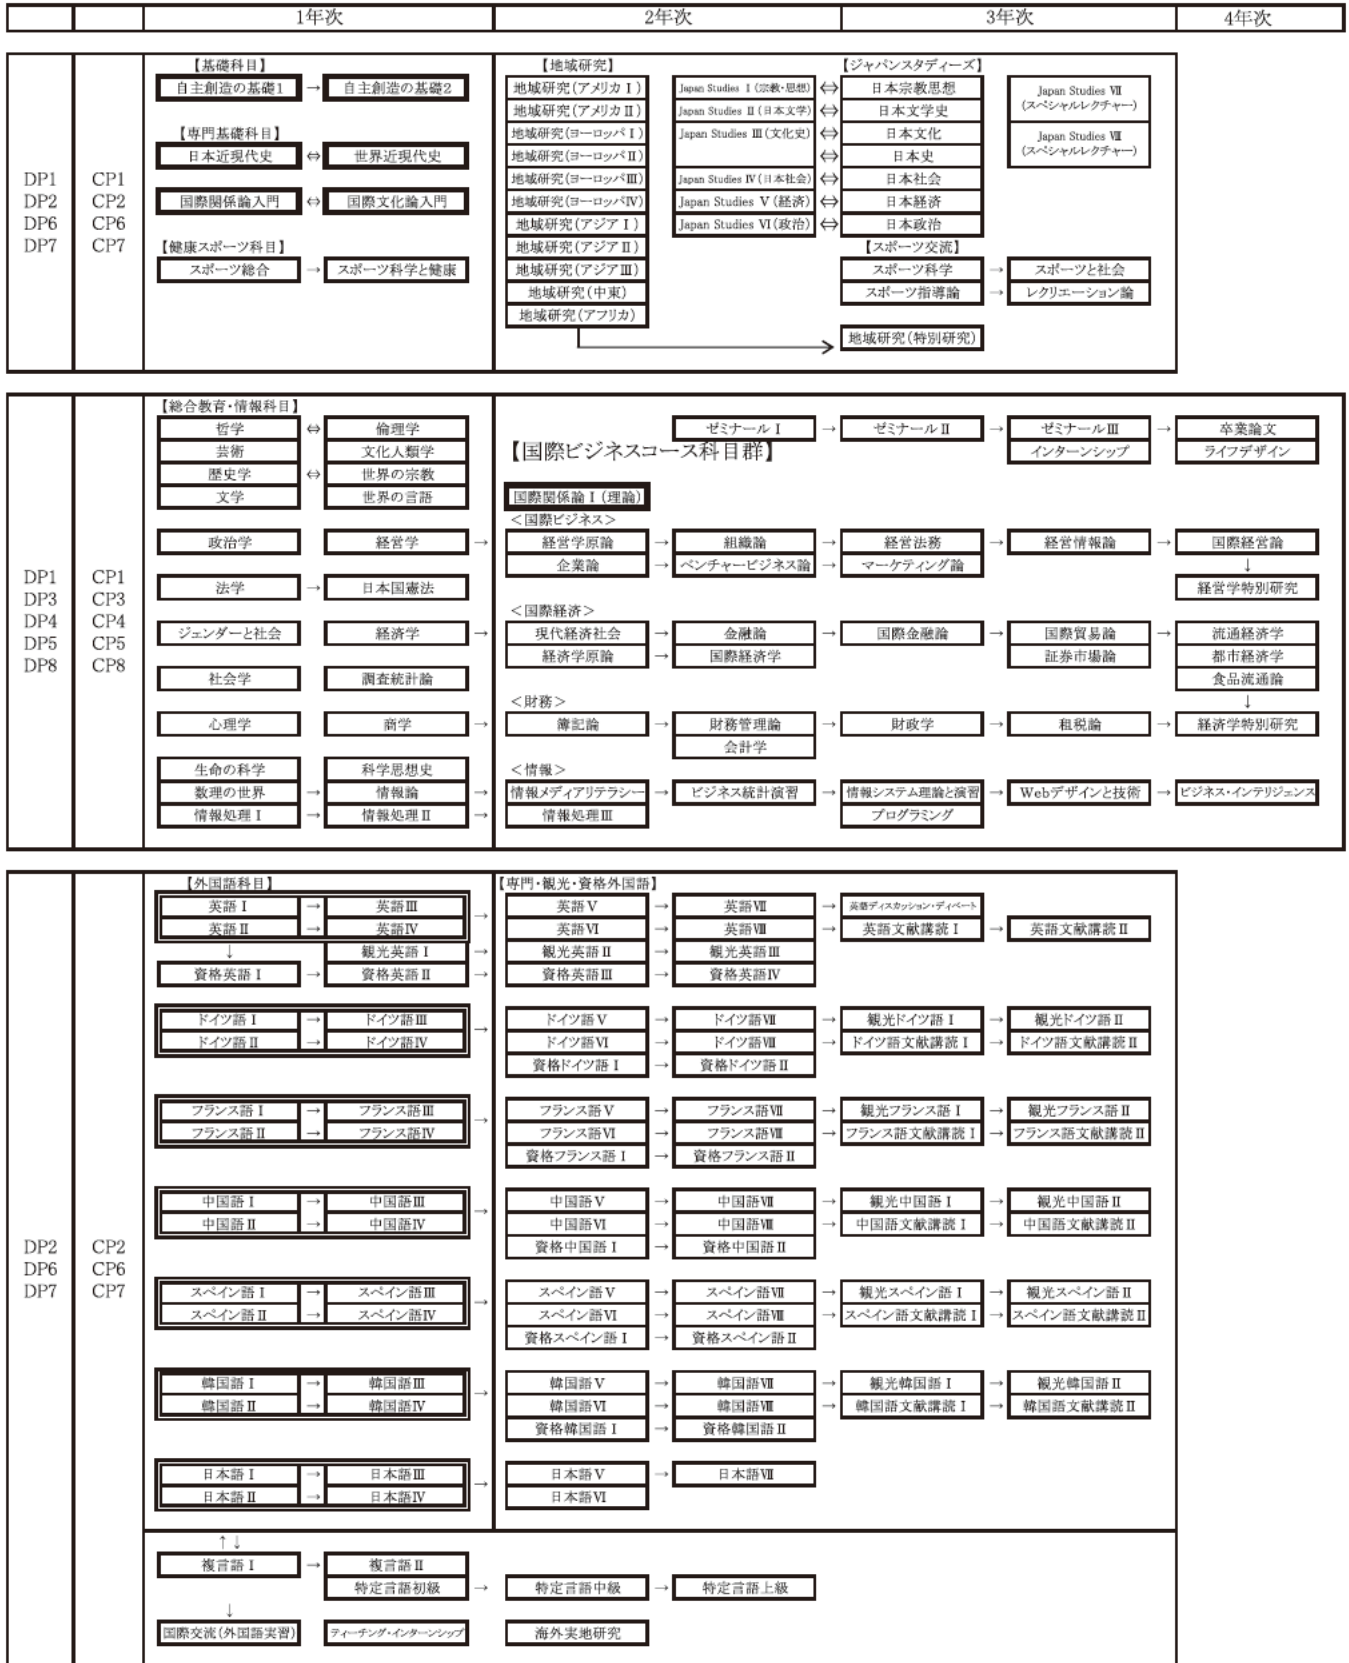 1年次 2年次 3年次 4年次
【基礎科目】 【地域研究】 【ジャパンスタディーズ】
自主創造の基礎1 → 自主創造の基礎2 地域研究(アメリカⅠ) Japan Studies Ⅰ(宗教・思想) ⇔ 日本宗教思想 Japan Studies Ⅶ
(スペシャルレクチャー)
地域研究(アメリカⅡ) Japan Studies Ⅱ(日本文学) ⇔ 日本文学史
【専門基礎科目】 地域研究(ヨーロッパⅠ) Japan Studies Ⅲ(文化史) ⇔ 日本文化 Japan Studies Ⅷ
(スペシャルレクチャー)
日本近現代史 ⇔ 世界近現代史 地域研究(ヨーロッパⅡ) ⇔ 日本史
DP1 CP1 地域研究(ヨーロッパⅢ) Japan Studies Ⅳ(日本社会) ⇔ 日本社会
DP2 CP2 国際関係論入門 ⇔ 国際文化論入門 地域研究(ヨーロッパⅣ) Japan Studies Ⅴ(経済) ⇔ 日本経済
DP6 CP6 地域研究(アジアⅠ) Japan Studies Ⅵ(政治) ⇔ 日本政治
DP7 CP7 【健康スポーツ科目】 地域研究(アジアⅡ) 【スポーツ交流】
スポーツ総合 → スポーツ科学と健康 地域研究(アジアⅢ) スポーツ科学 → スポーツと社会
地域研究(中東) スポーツ指導論 → レクリエーション論
地域研究(アフリカ)
地域研究(特別研究)
【総合教育・情報科目】
哲学 ⇔ 倫理学 ゼミナールⅠ → ゼミナールⅡ → ゼミナールⅢ → 卒業論文
芸術 文化人類学 【国際ビジネスコース科目群】 インターンシップ ライフデザイン
歴史学 ⇔ 世界の宗教
文学 世界の言語 国際関係論Ⅰ(理論)
<国際ビジネス>
政治学 経営学 → 経営学原論 → 組織論 → 経営法務 → 経営情報論 → 国際経営論
企業論 → ベンチャービジネス論 → マーケティング論 ↓
DP1 CP1 法学 → 日本国憲法 経営学特別研究
DP3 CP3 <国際経済>
DP4 CP4 ジェンダーと社会 経済学 → 現代経済社会 → 金融論 → 国際金融論 → 国際貿易論 → 流通経済学
DP5 CP5 経済学原論 → 国際経済学 証券市場論 都市経済学
DP8 CP8 社会学 調査統計論 食品流通論
<財務> ↓
心理学 商学 → 簿記論 → 財務管理論 → 財政学 → 租税論 → 経済学特別研究
会計学
生命の科学 科学思想史 <情報>
数理の世界 → 情報論 → 情報メディアリテラシー → ビジネス統計演習 → 情報システム理論と演習 → Webデザインと技術 → ビジネス・インテリジェンス
情報処理Ⅰ → 情報処理Ⅱ → 情報処理Ⅲ プログラミング
【外国語科目】 【専門・観光・資格外国語】
英語Ⅰ → 英語Ⅲ → 英語Ⅴ → 英語Ⅶ → 英語ディスカッション・ディベート
英語Ⅱ → 英語Ⅳ 英語Ⅵ → 英語Ⅷ → 英語文献講読Ⅰ → 英語文献講読Ⅱ
↓ 観光英語Ⅰ → 観光英語Ⅱ → 観光英語Ⅲ
資格英語Ⅰ → 資格英語Ⅱ → 資格英語Ⅲ → 資格英語Ⅳ
ドイツ語Ⅰ → ドイツ語Ⅲ → ドイツ語Ⅴ → ドイツ語Ⅶ → 観光ドイツ語Ⅰ → 観光ドイツ語Ⅱ
ドイツ語Ⅱ → ドイツ語Ⅳ ドイツ語Ⅵ → ドイツ語Ⅷ → ドイツ語文献講読Ⅰ → ドイツ語文献講読Ⅱ
資格ドイツ語Ⅰ → 資格ドイツ語Ⅱ
フランス語Ⅰ → フランス語Ⅲ → フランス語Ⅴ → フランス語Ⅶ → 観光フランス語Ⅰ → 観光フランス語Ⅱ
フランス語Ⅱ → フランス語Ⅳ フランス語Ⅵ → フランス語Ⅷ → フランス語文献講読Ⅰ → フランス語文献講読Ⅱ
資格フランス語Ⅰ → 資格フランス語Ⅱ
中国語Ⅰ → 中国語Ⅲ → 中国語Ⅴ → 中国語Ⅶ → 観光中国語Ⅰ → 観光中国語Ⅱ
中国語Ⅱ → 中国語Ⅳ 中国語Ⅵ → 中国語Ⅷ → 中国語文献講読Ⅰ → 中国語文献講読Ⅱ
DP2 CP2 資格中国語Ⅰ → 資格中国語Ⅱ
DP6 CP6
DP7 CP7 スペイン語Ⅰ → スペイン語Ⅲ → スペイン語Ⅴ → スペイン語Ⅶ → 観光スペイン語Ⅰ → 観光スペイン語Ⅱ
スペイン語Ⅱ → スペイン語Ⅳ スペイン語Ⅵ → スペイン語Ⅷ → スペイン語文献講読Ⅰ → スペイン語文献講読Ⅱ
資格スペイン語Ⅰ → 資格スペイン語Ⅱ
韓国語Ⅰ → 韓国語Ⅲ → 韓国語Ⅴ → 韓国語Ⅶ → 観光韓国語Ⅰ → 観光韓国語Ⅱ
韓国語Ⅱ → 韓国語Ⅳ 韓国語Ⅵ → 韓国語Ⅷ → 韓国語文献講読Ⅰ → 韓国語文献講読Ⅱ
資格韓国語Ⅰ → 資格韓国語Ⅱ
日本語Ⅰ → 日本語Ⅲ → 日本語Ⅴ → 日本語Ⅶ
日本語Ⅱ → 日本語Ⅳ 日本語Ⅵ
↑↓
複言語Ⅰ → 複言語Ⅱ
特定言語初級 → 特定言語中級 → 特定言語上級
↓
国際交流(外国語実習) ティーチング・インターンシップ 海外実地研究